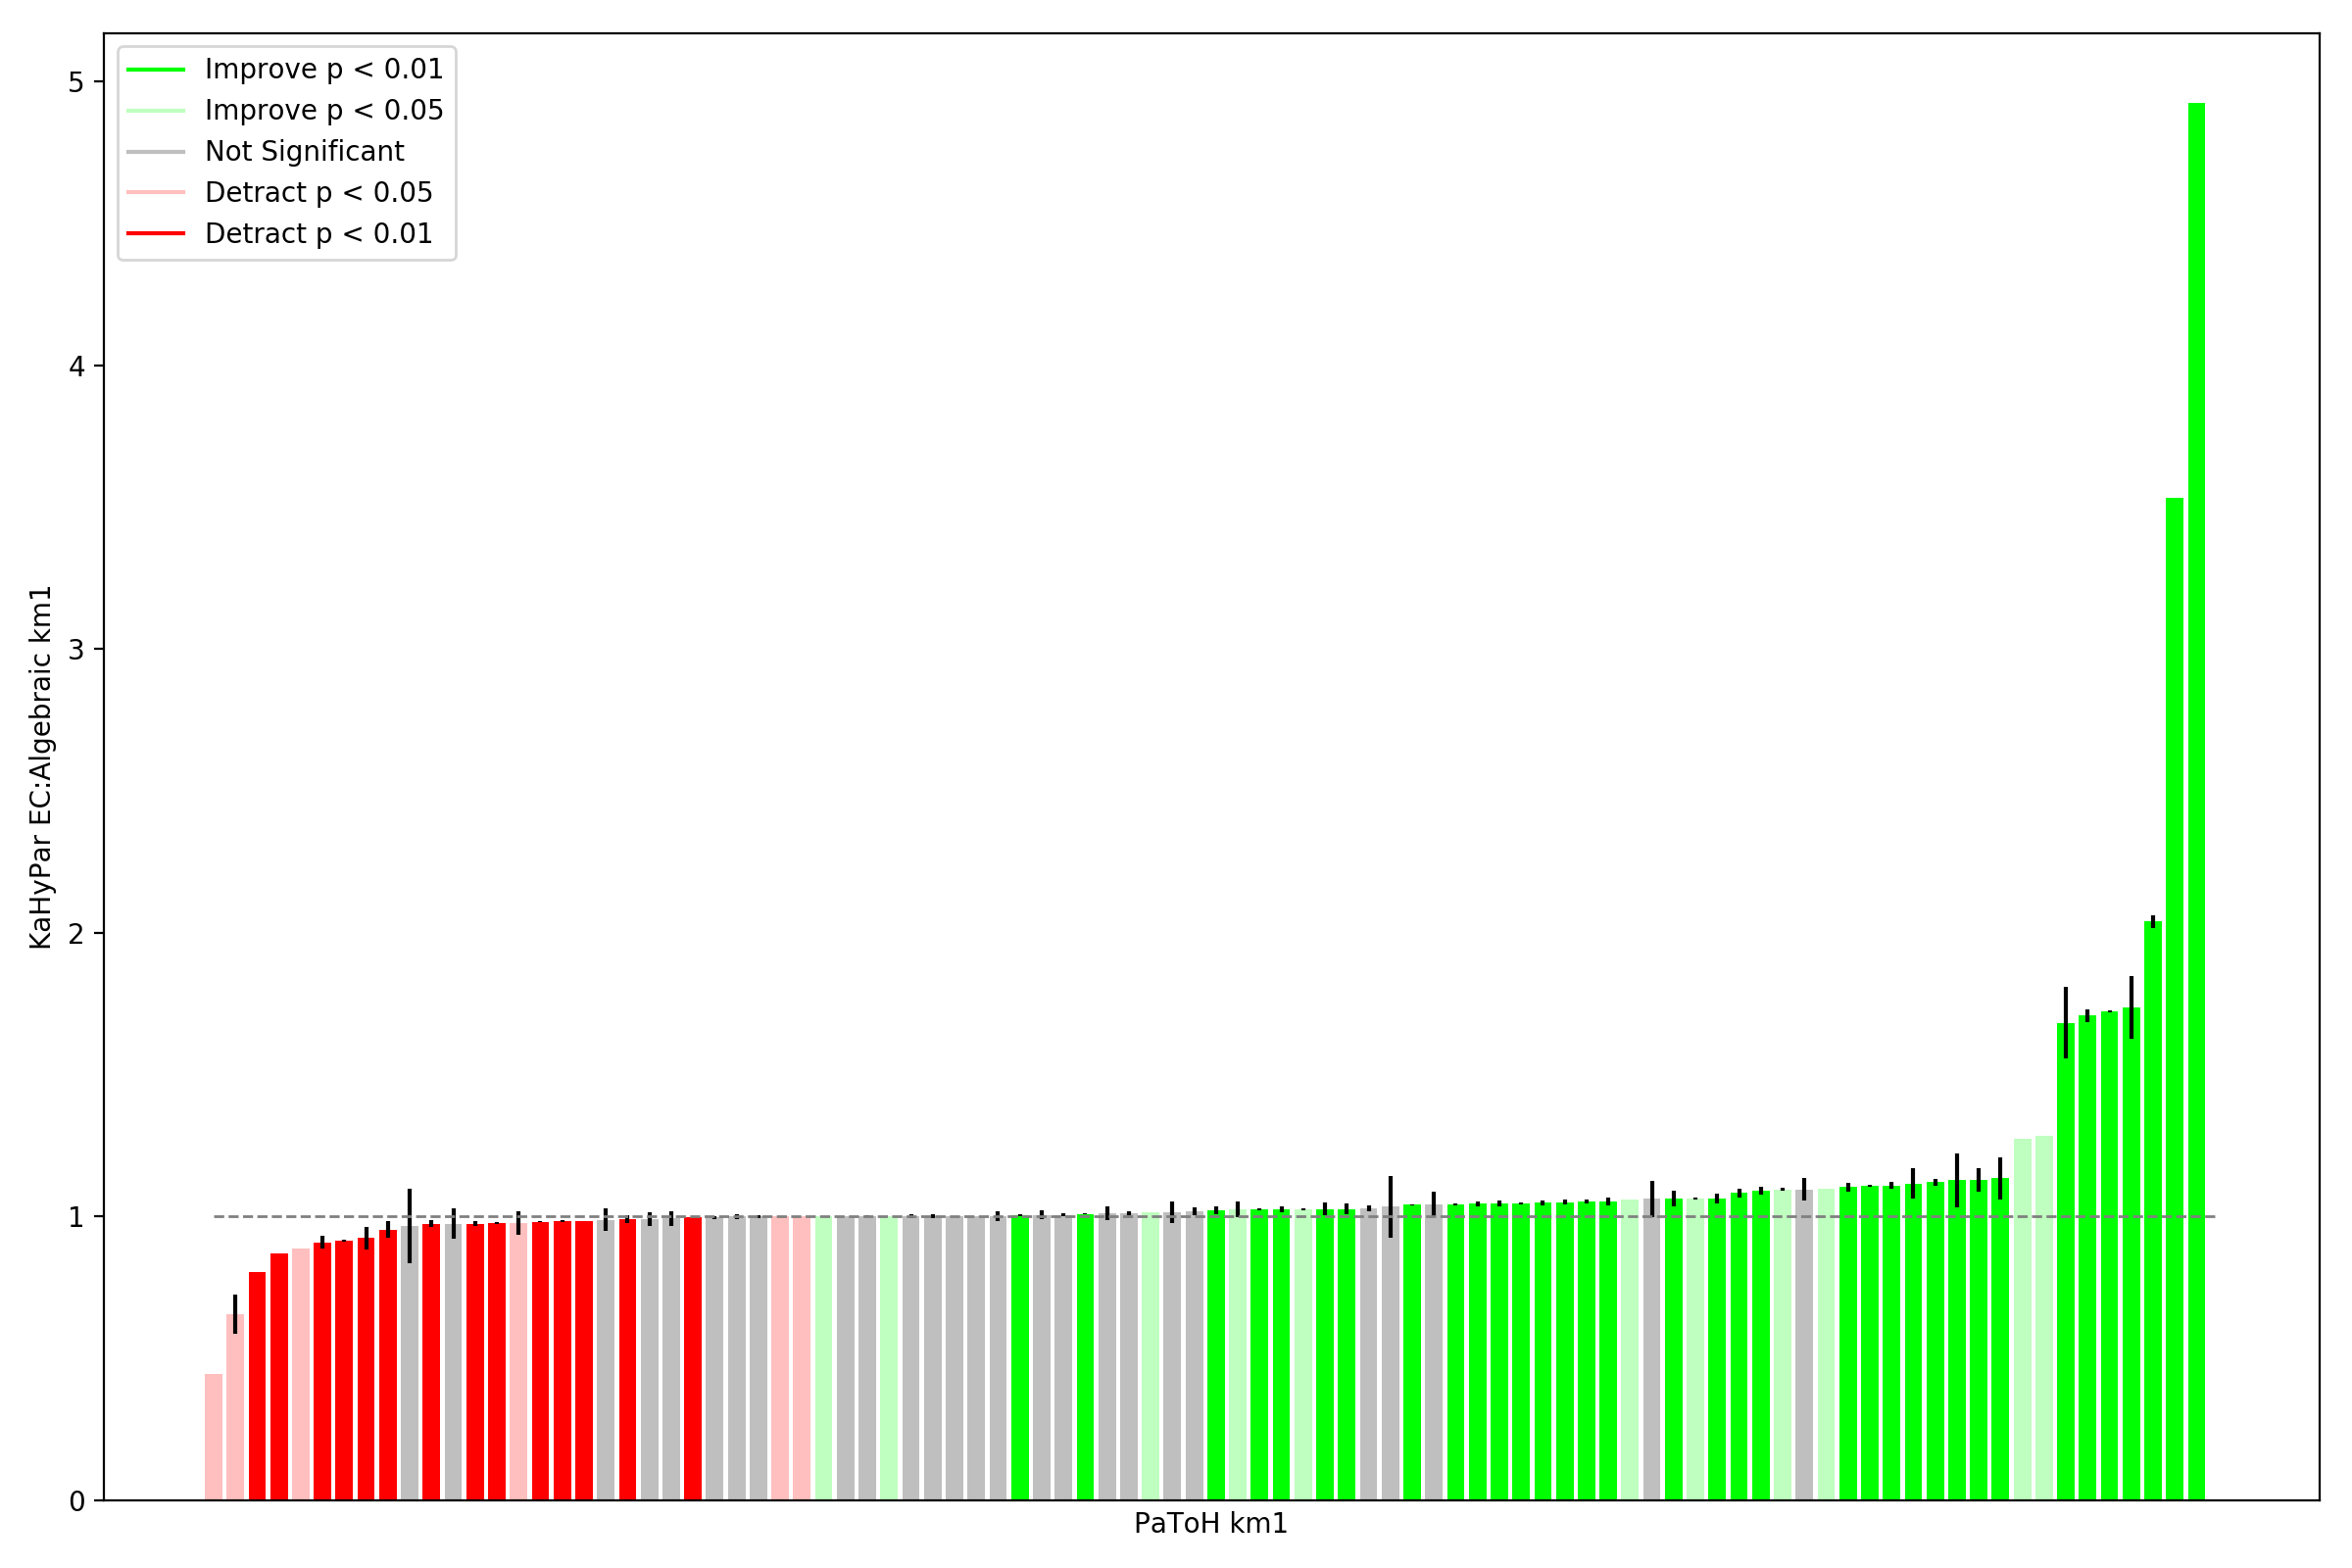 Improve p < 0.01
Improve p < 0.05
Not Significant
Detract p < 0.05
Detract p < 0.01
5
4
3
2
1
0
KaHyPar EC:Algebraic km1
PaToH km1